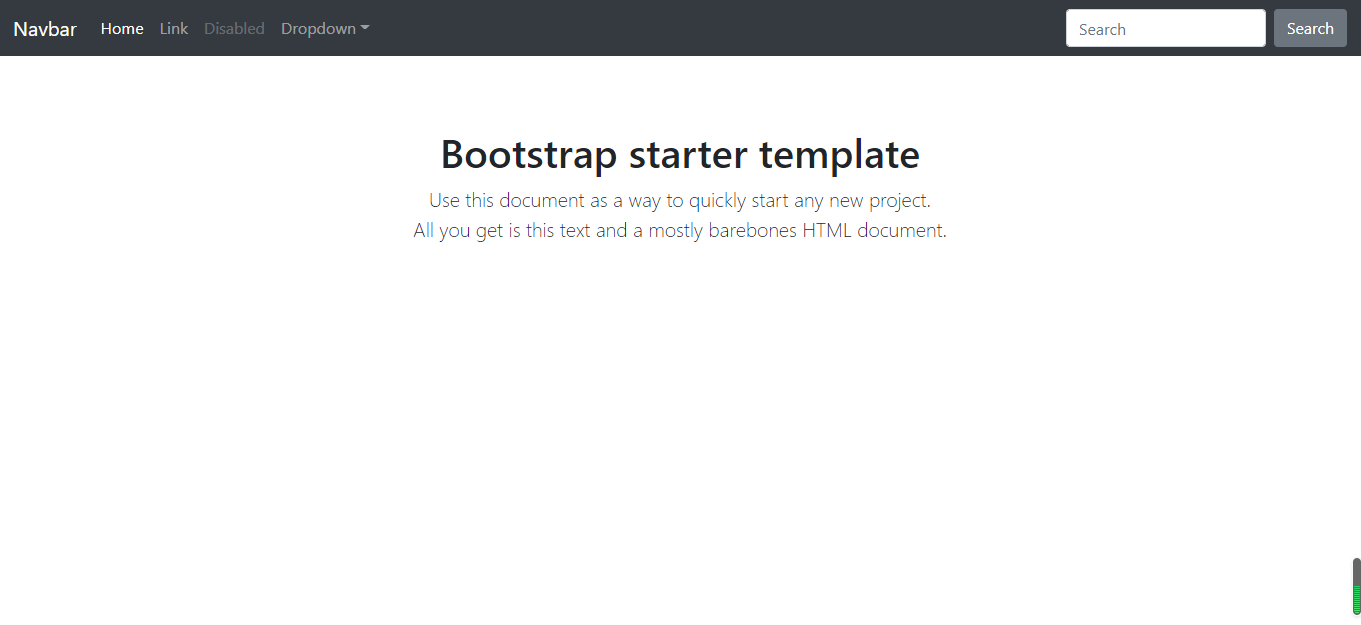 Navbar Home Link Disabled Dropdown Search Search
Bootstrap starter template
Use this document as a way to quickly start any new project.
All you get is this text and a mostly barebones HTML document.